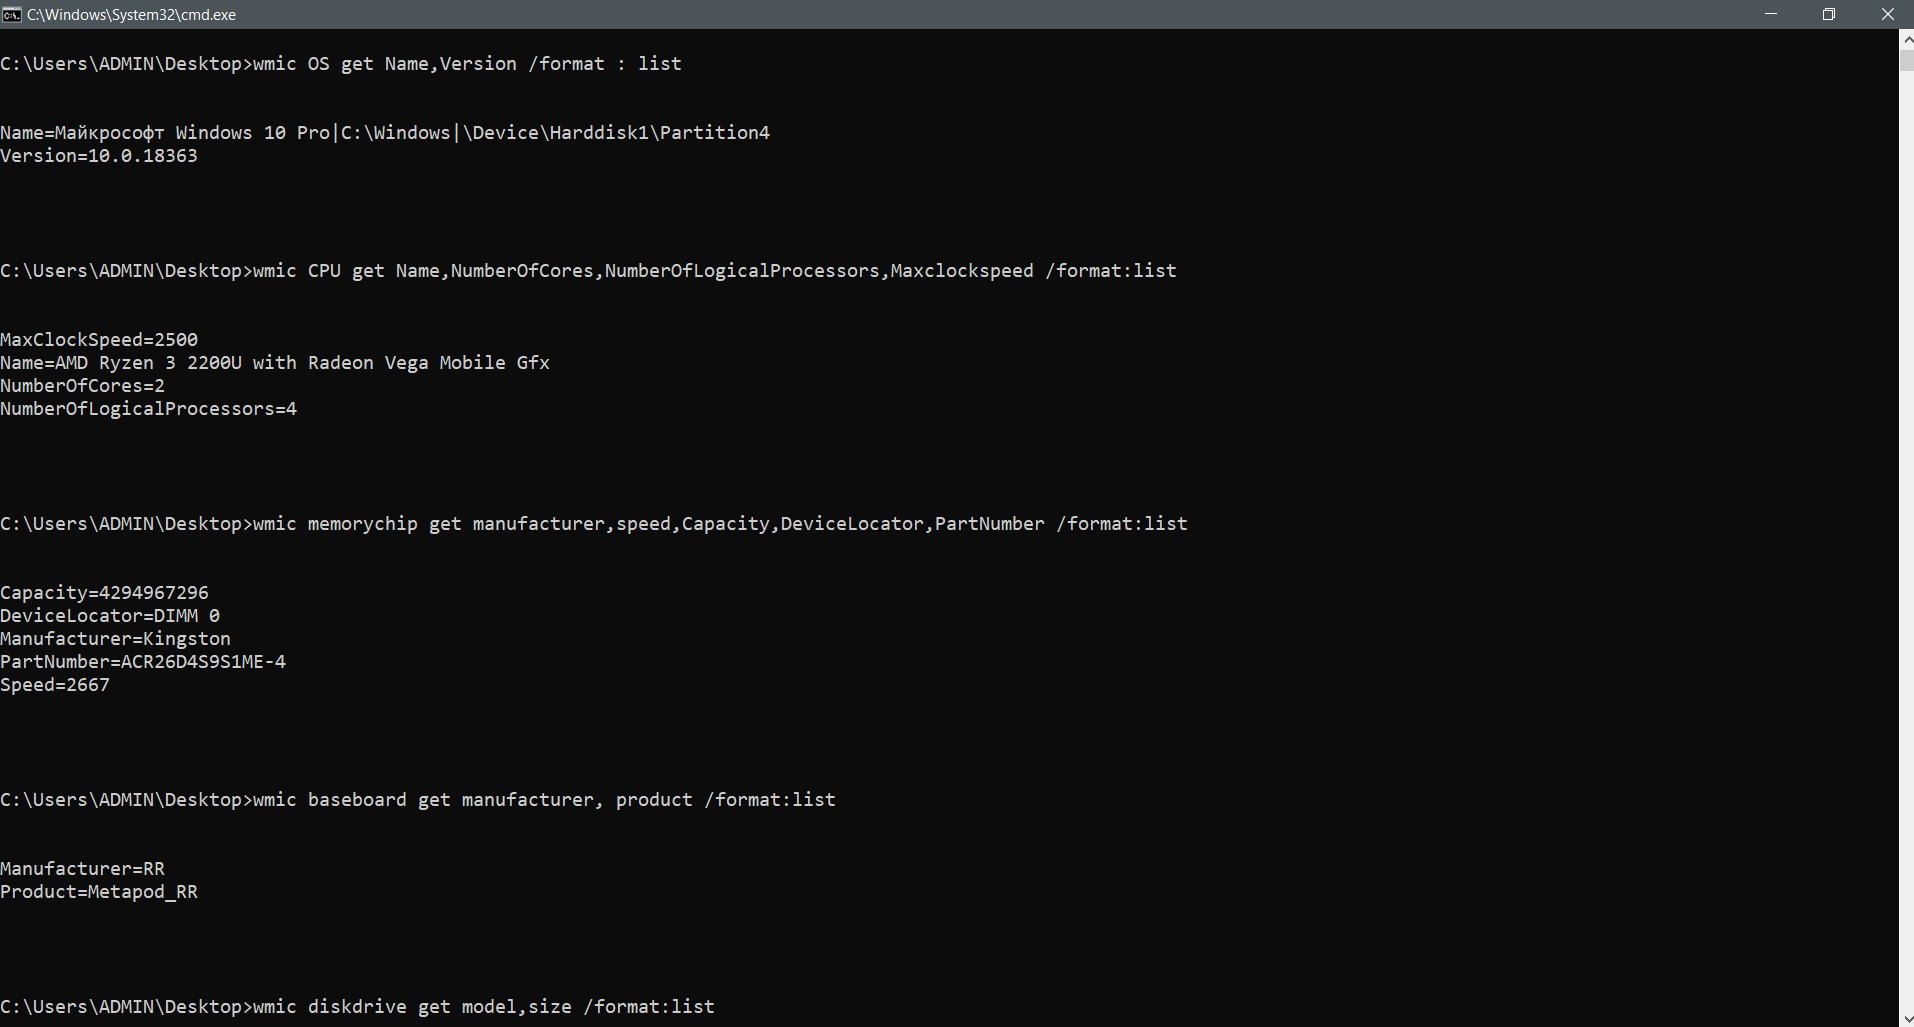 C:\Windows\System32\cmd.exe
C:\Users\ADMIN\Desktop>wmic OS get Name,Version /format : list
Name=Майкрософт Windows 10 Pro|C:\Windows|\Device\Harddisk1\Partition4
Version=10.0.18363
C:\Users\ADMIN\Desktop>wmic CPU get Name,NumberOfCores,NumberOfLogicalProcessors,Maxclockspeed /format:list
MaxClockSpeed=2500
Name=AMD Ryzen 3 2200U with Radeon Vega Mobile Gfx
NumberOfCores=2
NumberOfLogicalProcessors=4
C:\Users\ADMIN\Desktop>wmic memorychip get manufacturer,speed,Capacity,DeviceLocator,PartNumber /format:list
Capacity=4294967296
DeviceLocator=DIMM 0
Manufacturer=Kingston
PartNumber=ACR26D4S9S1ME-4
Speed=2667
C:\Users\ADMIN\Desktop>wmic baseboard get manufacturer, product /format:list
Manufacturer=RR
Product=Metapod_RR
C:\Users\ADMIN\Desktop>wmic diskdrive get model,size /format:list